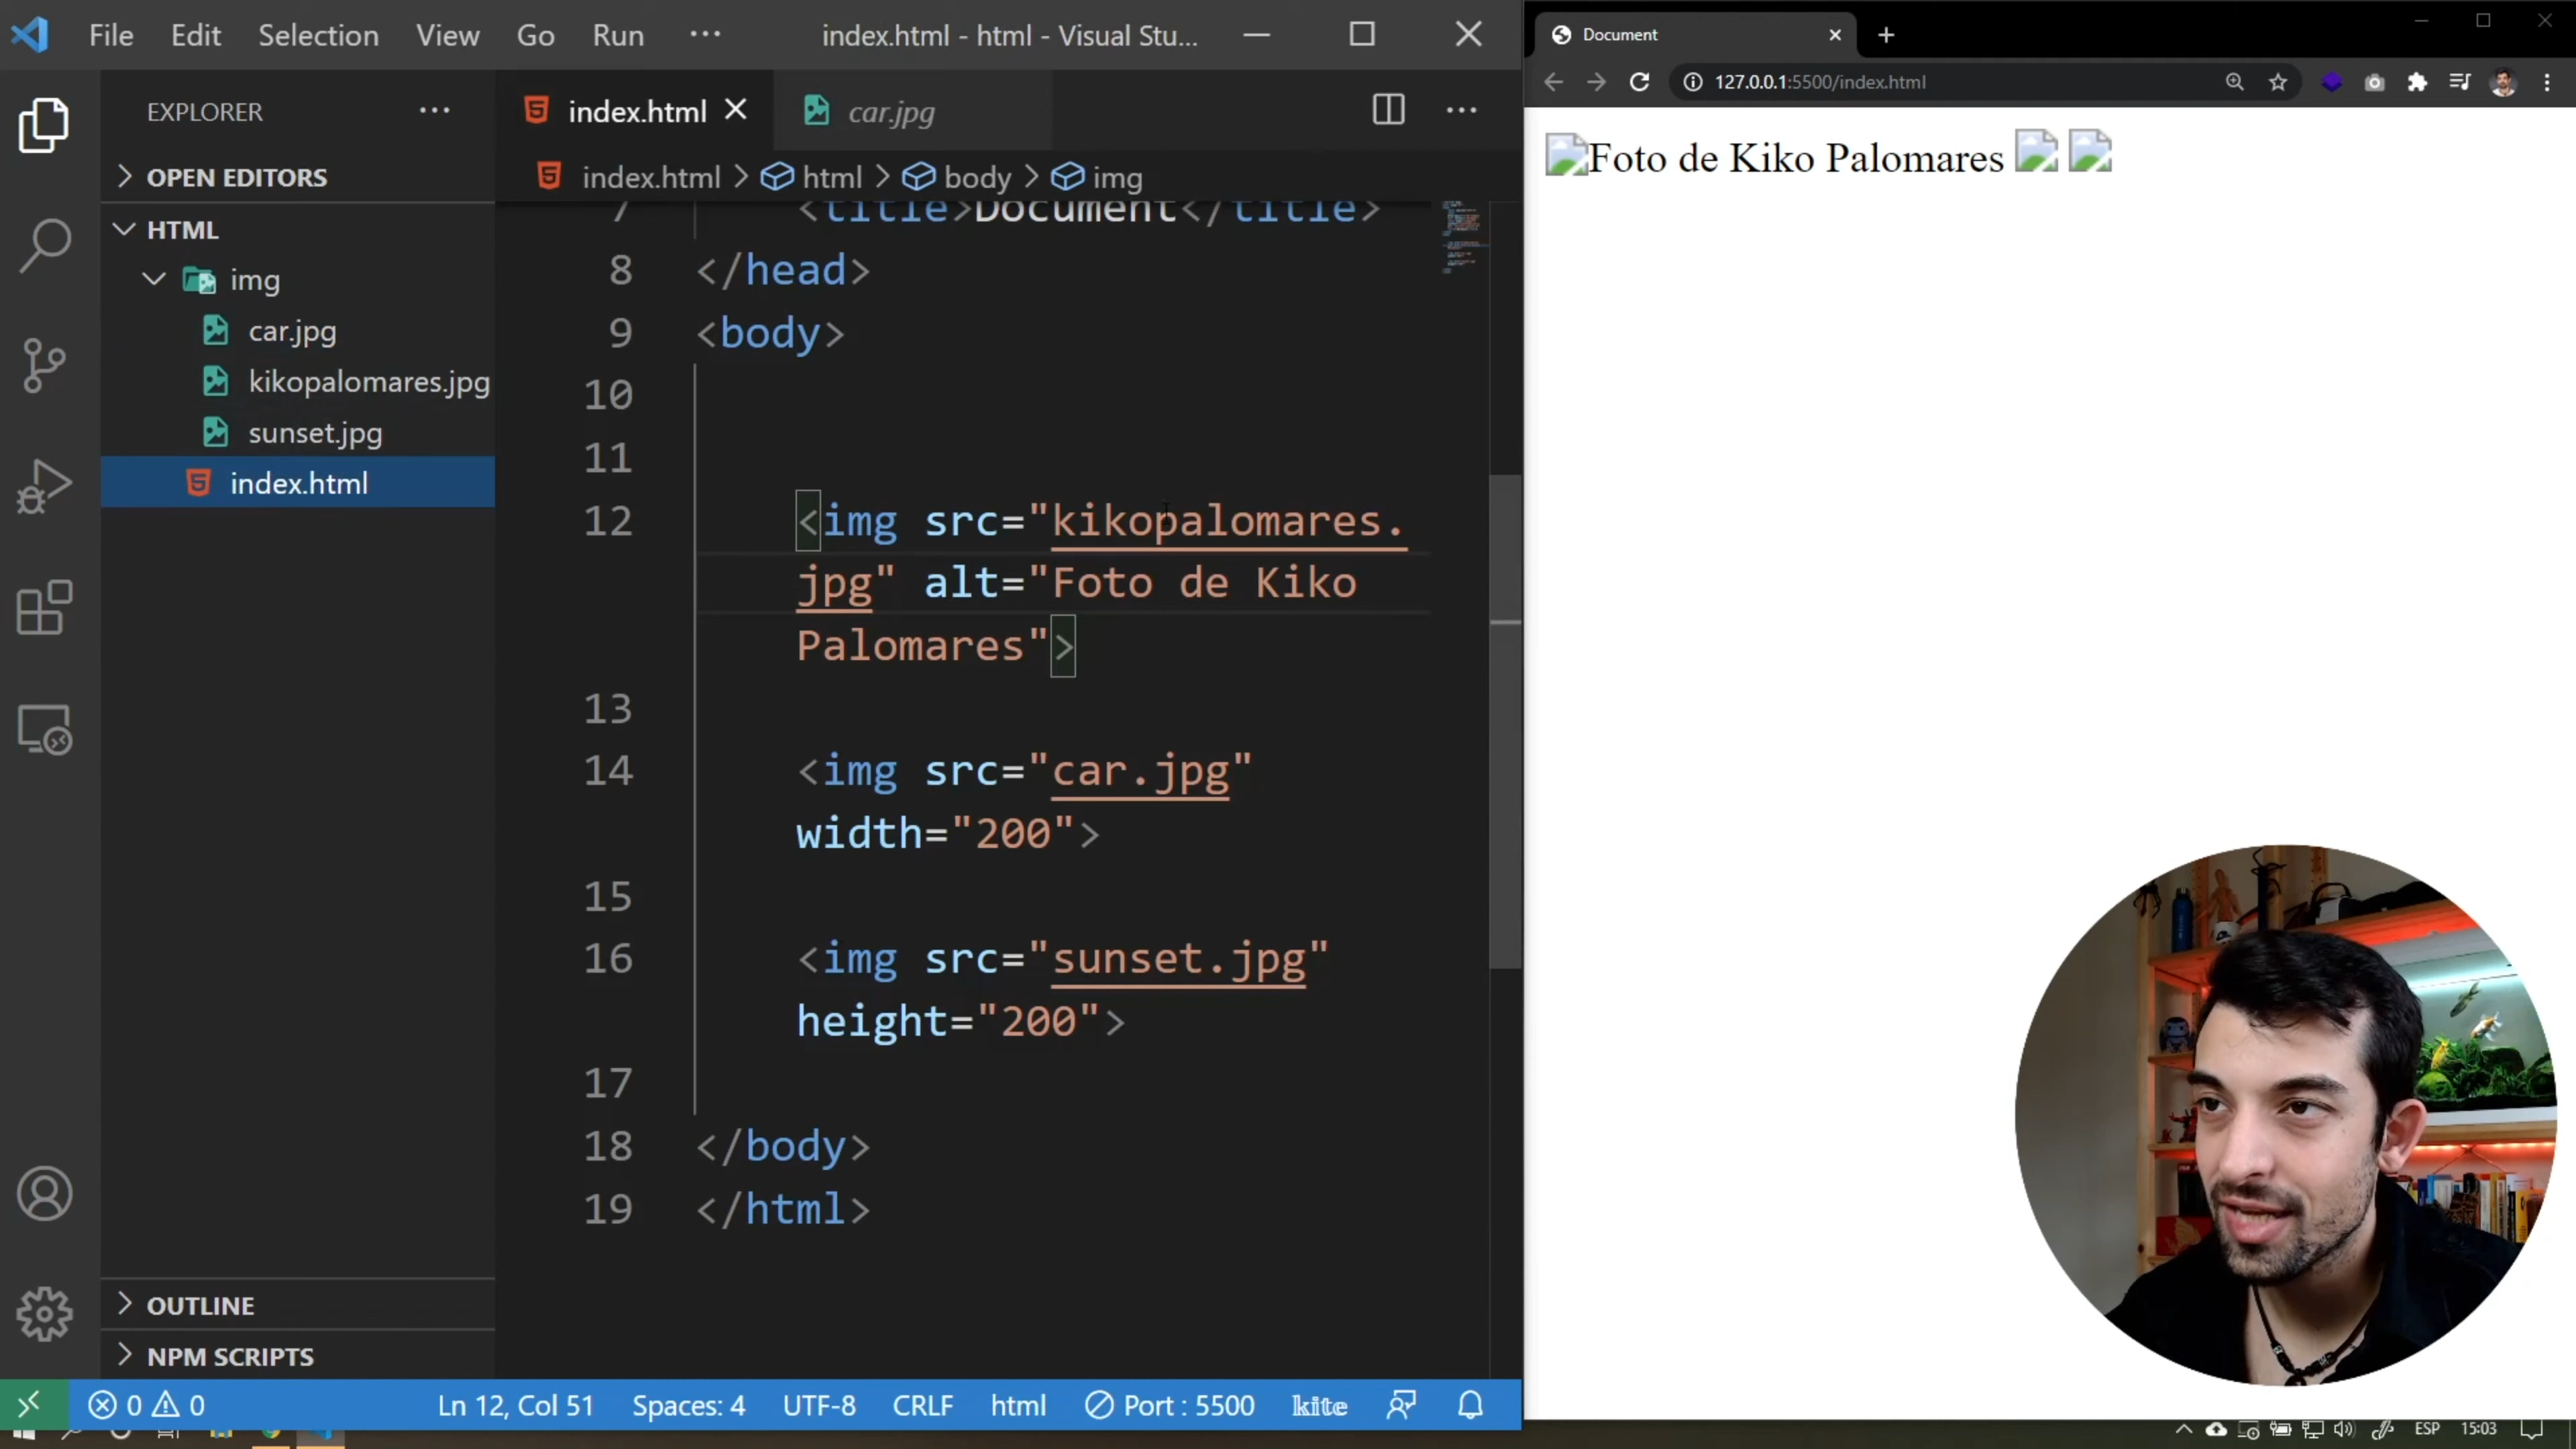 File Edit Selection View Go Run ··· index.html - html - Visual Stu...
EXPLORER ···
OPEN EDITORS
HTML
img
car.jpg
kikopalomares.jpg
sunset.jpg
index.html
OUTLINE
NPM SCRIPTS
index.html car.jpg
index.html > html > body > img
7 <title>Document</title>
8 </head>
9 <body>
10
11
12 <img src="kikopalomares.
jpg" alt="Foto de Kiko
Palomares">
13
14 <img src="car.jpg"
width="200">
15
16 <img src="sunset.jpg"
height="200">
17
18 </body>
19 </html>
0 0 Ln 12, Col 51 Spaces: 4 UTF-8 CRLF html Port : 5500 kite
Document
127.0.0.1:5500/index.html
Foto de Kiko Palomares
ESP 15:03